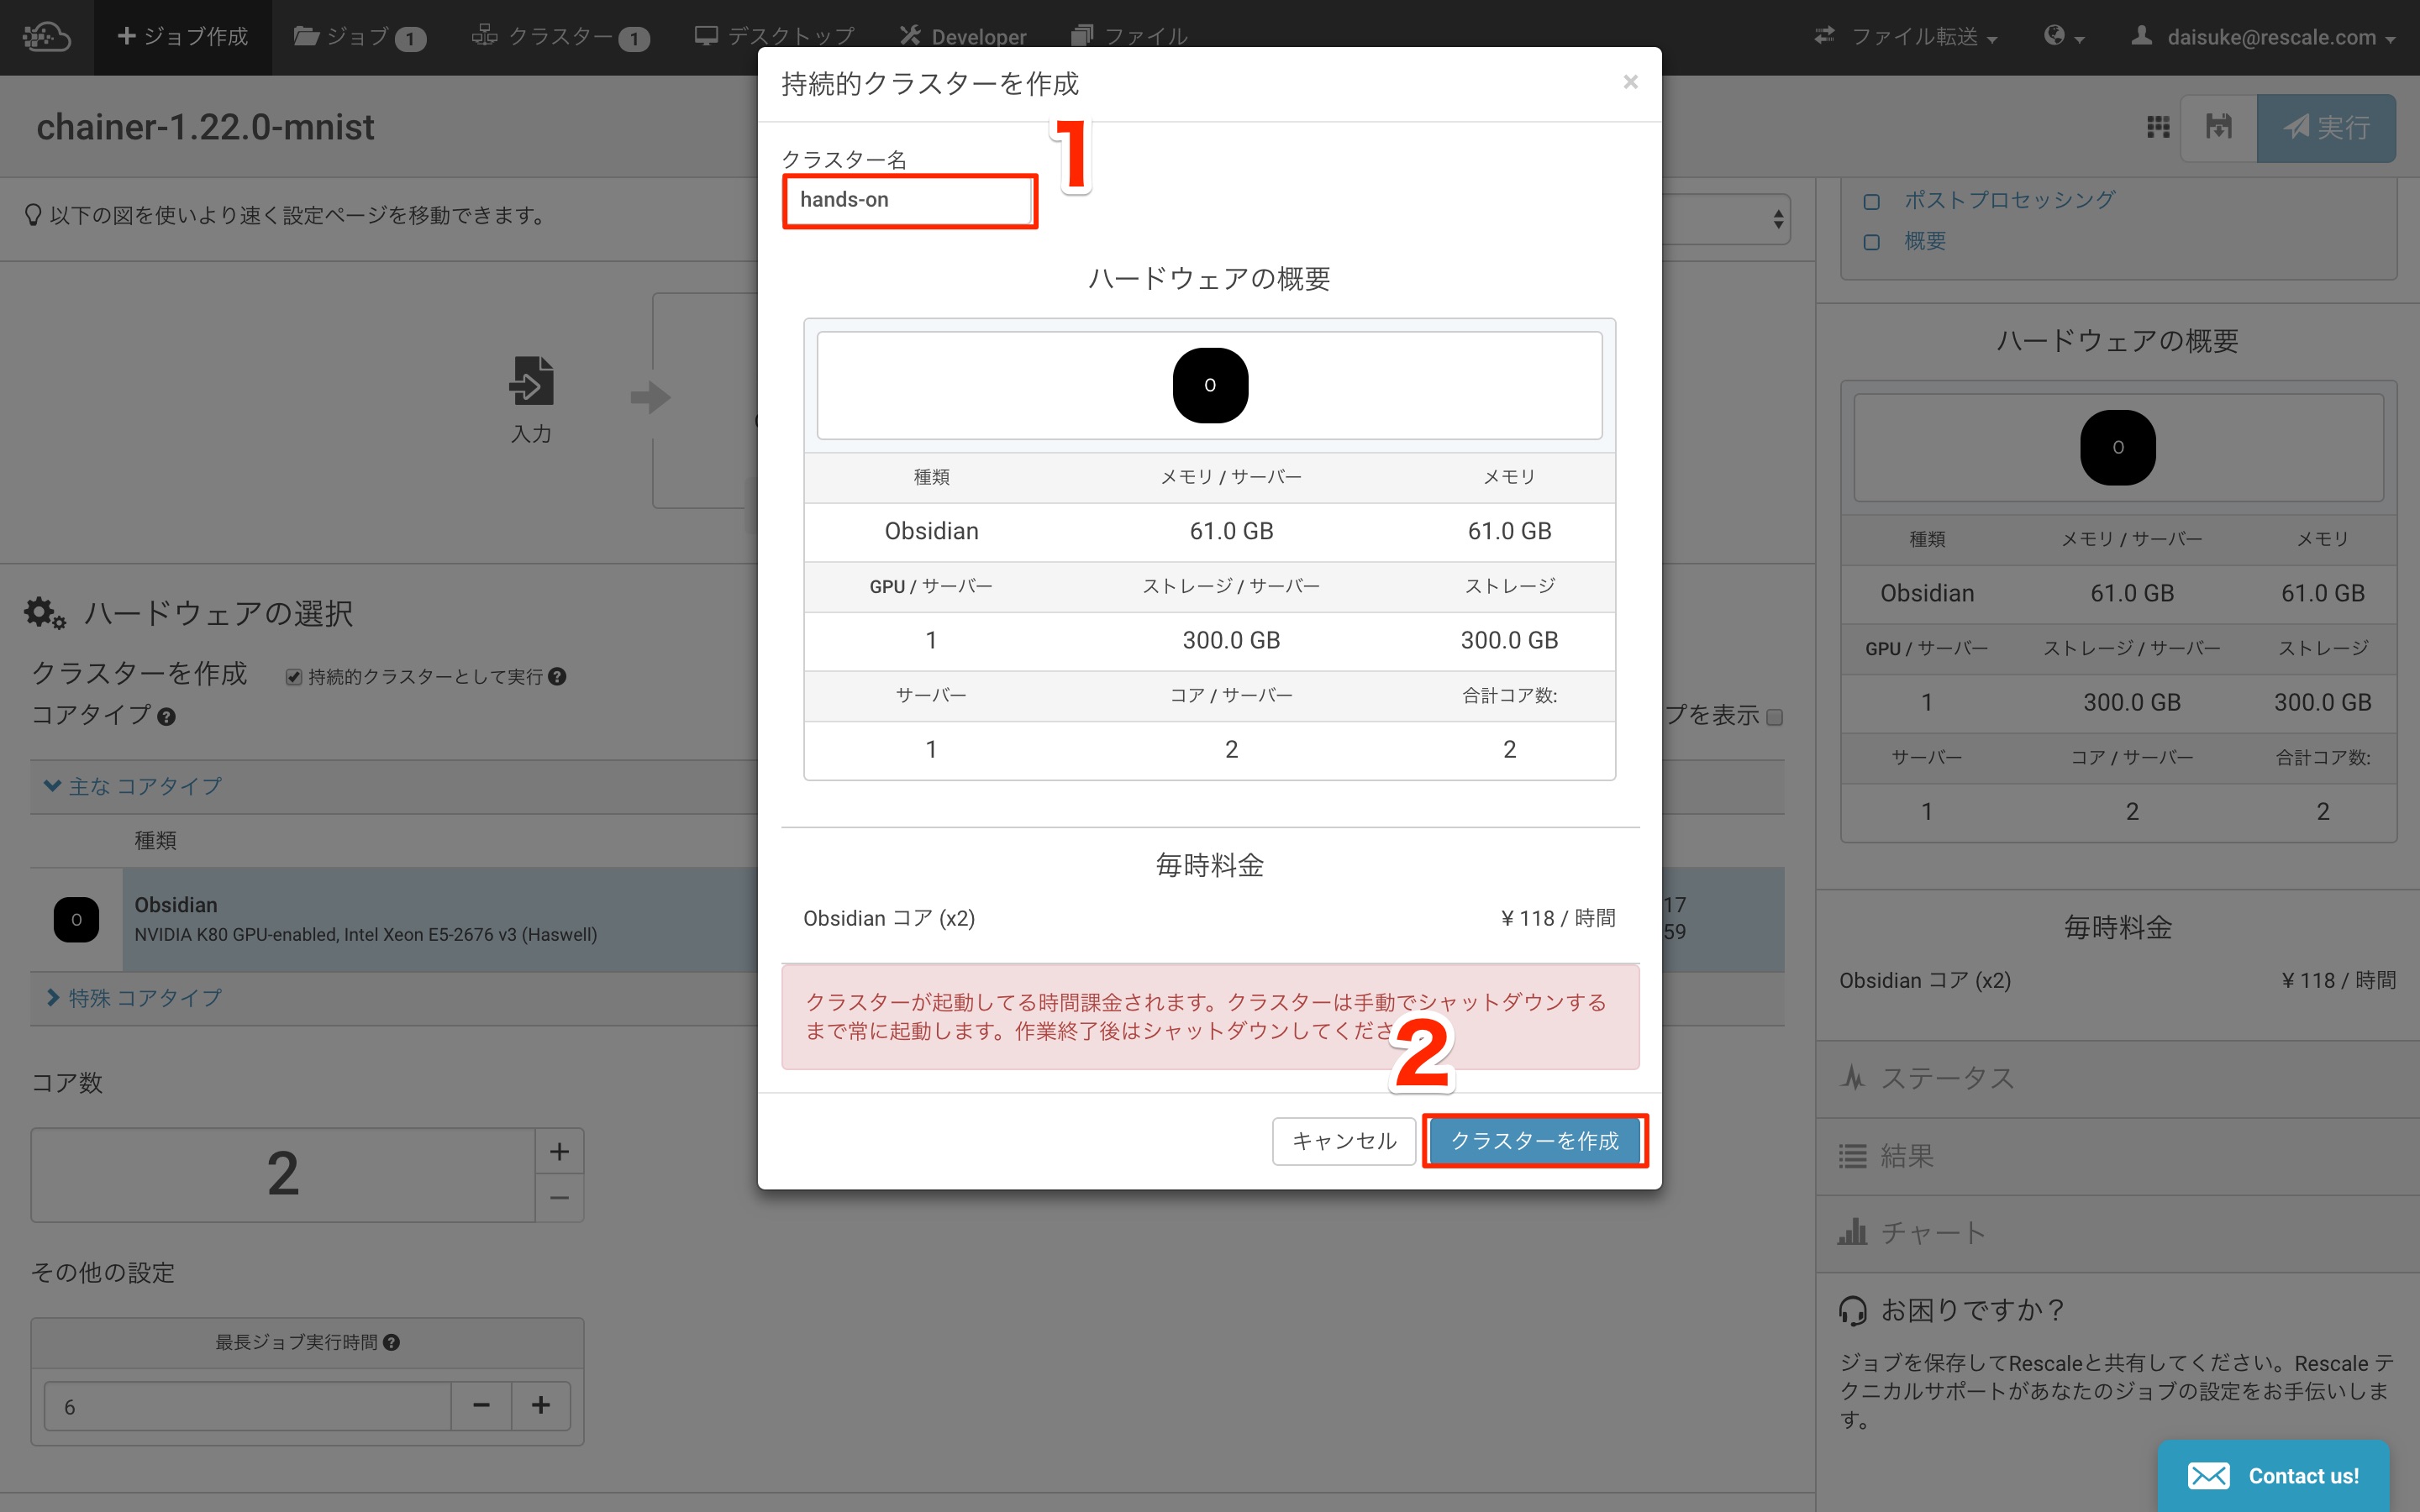 ジョブ作成
ジョブ 1
クラスター 1
デスクトップ
Developer
ファイル
ファイル転送
daisuke@rescale.com
chainer-1.22.0-mnist
実行
以下の図を使いより速く設定ページを移動できます。
入力
ハードウェアの選択
クラスターを作成 持続的クラスターとして実行
コアタイプ
プを表示
主な コアタイプ
種類
O
Obsidian
NVIDIA K80 GPU-enabled, Intel Xeon E5-2676 v3 (Haswell)
17
59
特殊 コアタイプ
コア数
2
その他の設定
最長ジョブ実行時間
6
持続的クラスターを作成
×
1
クラスター名
hands-on
ハードウェアの概要
O
種類 メモリ / サーバー メモリ
Obsidian 61.0 GB 61.0 GB
GPU / サーバー ストレージ / サーバー ストレージ
1 300.0 GB 300.0 GB
サーバー コア / サーバー 合計コア数:
1 2 2
毎時料金
Obsidian コア (x2) ¥ 118 / 時間
クラスターが起動してる時間課金されます。クラスターは手動でシャットダウンする
まで常に起動します。作業終了後はシャットダウンしてくださ
2
キャンセル
クラスターを作成
ポストプロセッシング
概要
ハードウェアの概要
O
種類 メモリ / サーバー メモリ
Obsidian 61.0 GB 61.0 GB
GPU / サーバー ストレージ / サーバー ストレージ
1 300.0 GB 300.0 GB
サーバー コア / サーバー 合計コア数:
1 2 2
毎時料金
Obsidian コア (x2) ¥ 118 / 時間
ステータス
結果
チャート
お困りですか？
ジョブを保存してRescaleと共有してください。Rescale テ
クニカルサポートがあなたのジョブの設定をお手伝いしま
す。
Contact us!